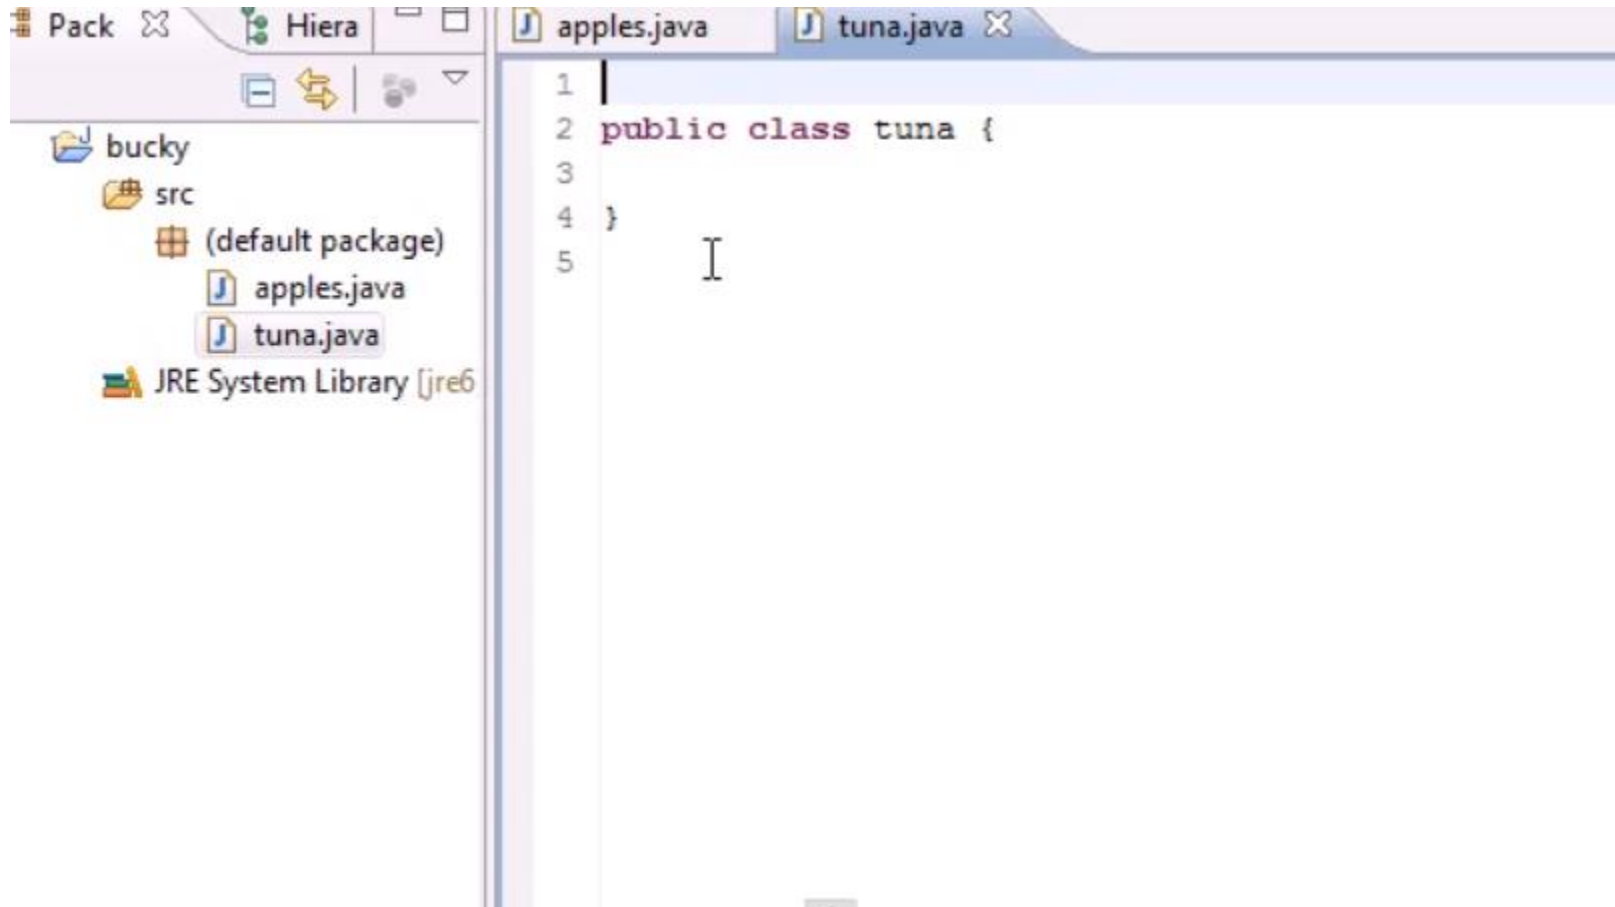 Pack
Hiera
bucky
src
(default package)
apples.java
tuna.java
JRE System Library [jre6
apples.java
tuna.java
1
2 public class tuna {
3
4 }
5